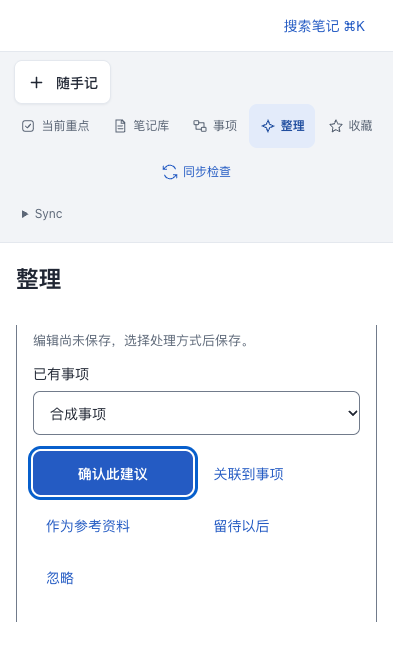 搜索笔记 ⌘K
随手记
当前重点 笔记库 事项 整理 收藏
同步检查
Sync
整理
编辑尚未保存，选择处理方式后保存。
已有事项
合成事项
确认此建议 关联到事项
作为参考资料 留待以后
忽略